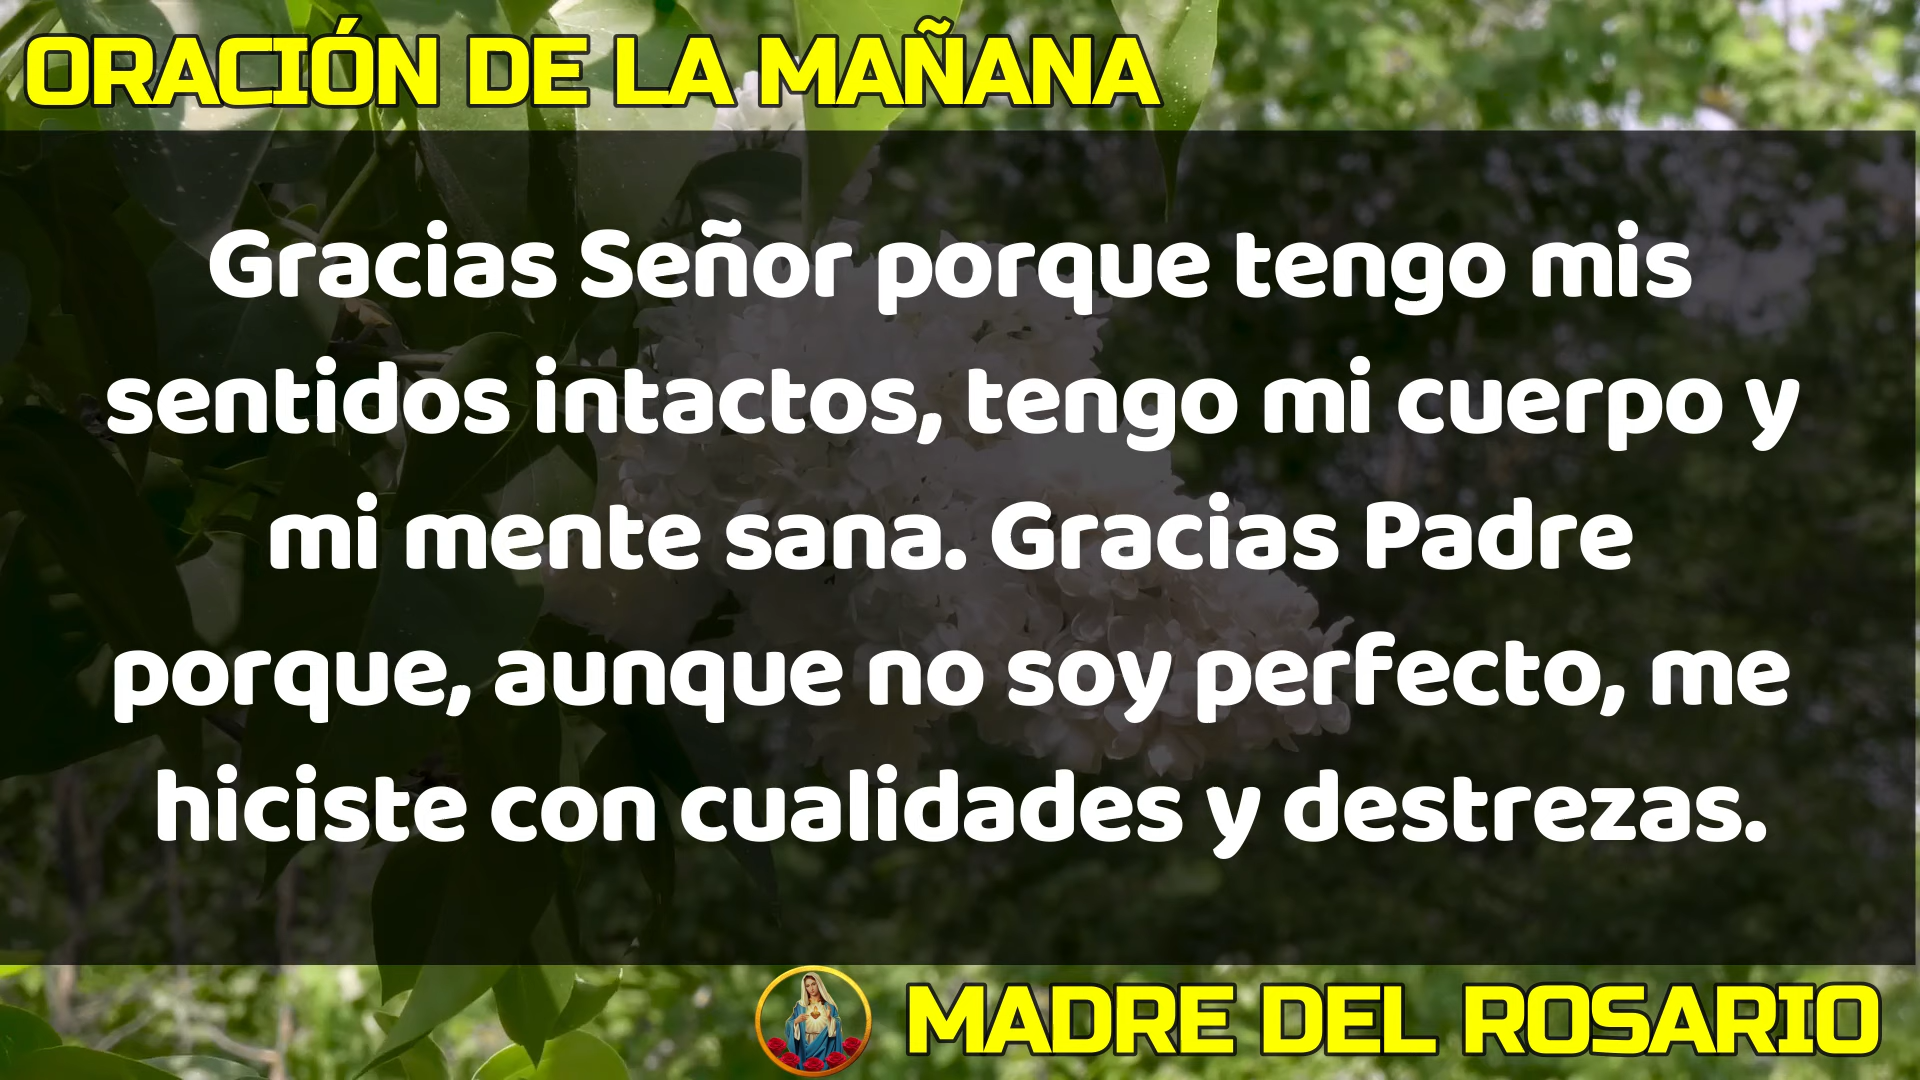 ORACIÓN DE LA MAÑANA
Gracias Señor porque tengo mis
sentidos intactos, tengo mi cuerpo y
mi mente sana. Gracias Padre
porque, aunque no soy perfecto, me
hiciste con cualidades y destrezas.
MADRE DEL ROSARIO